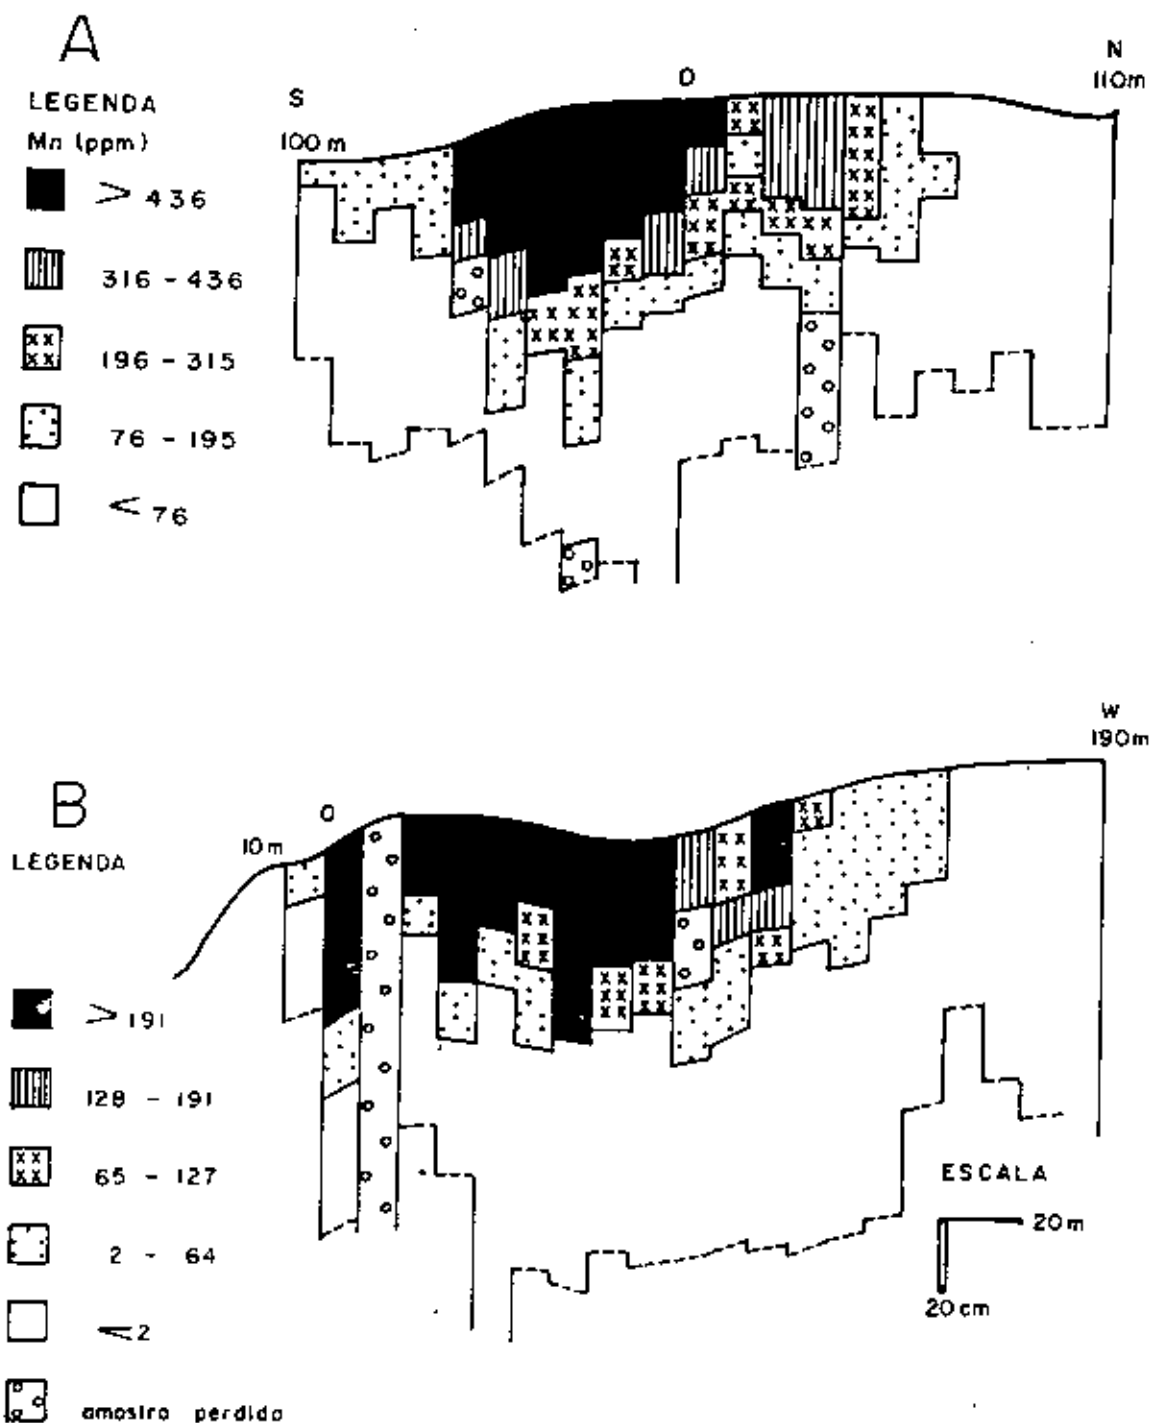 A
LEGENDA
Mn (ppm)
> 436
316 - 436
196 - 315
76 - 195
< 76
S
100 m
O
N
110m
B
LEGENDA
> 191
128 - 191
65 - 127
2 - 64
< 2
amostra perdida
10 m
O
W
190m
ESCALA
20 m
20 cm